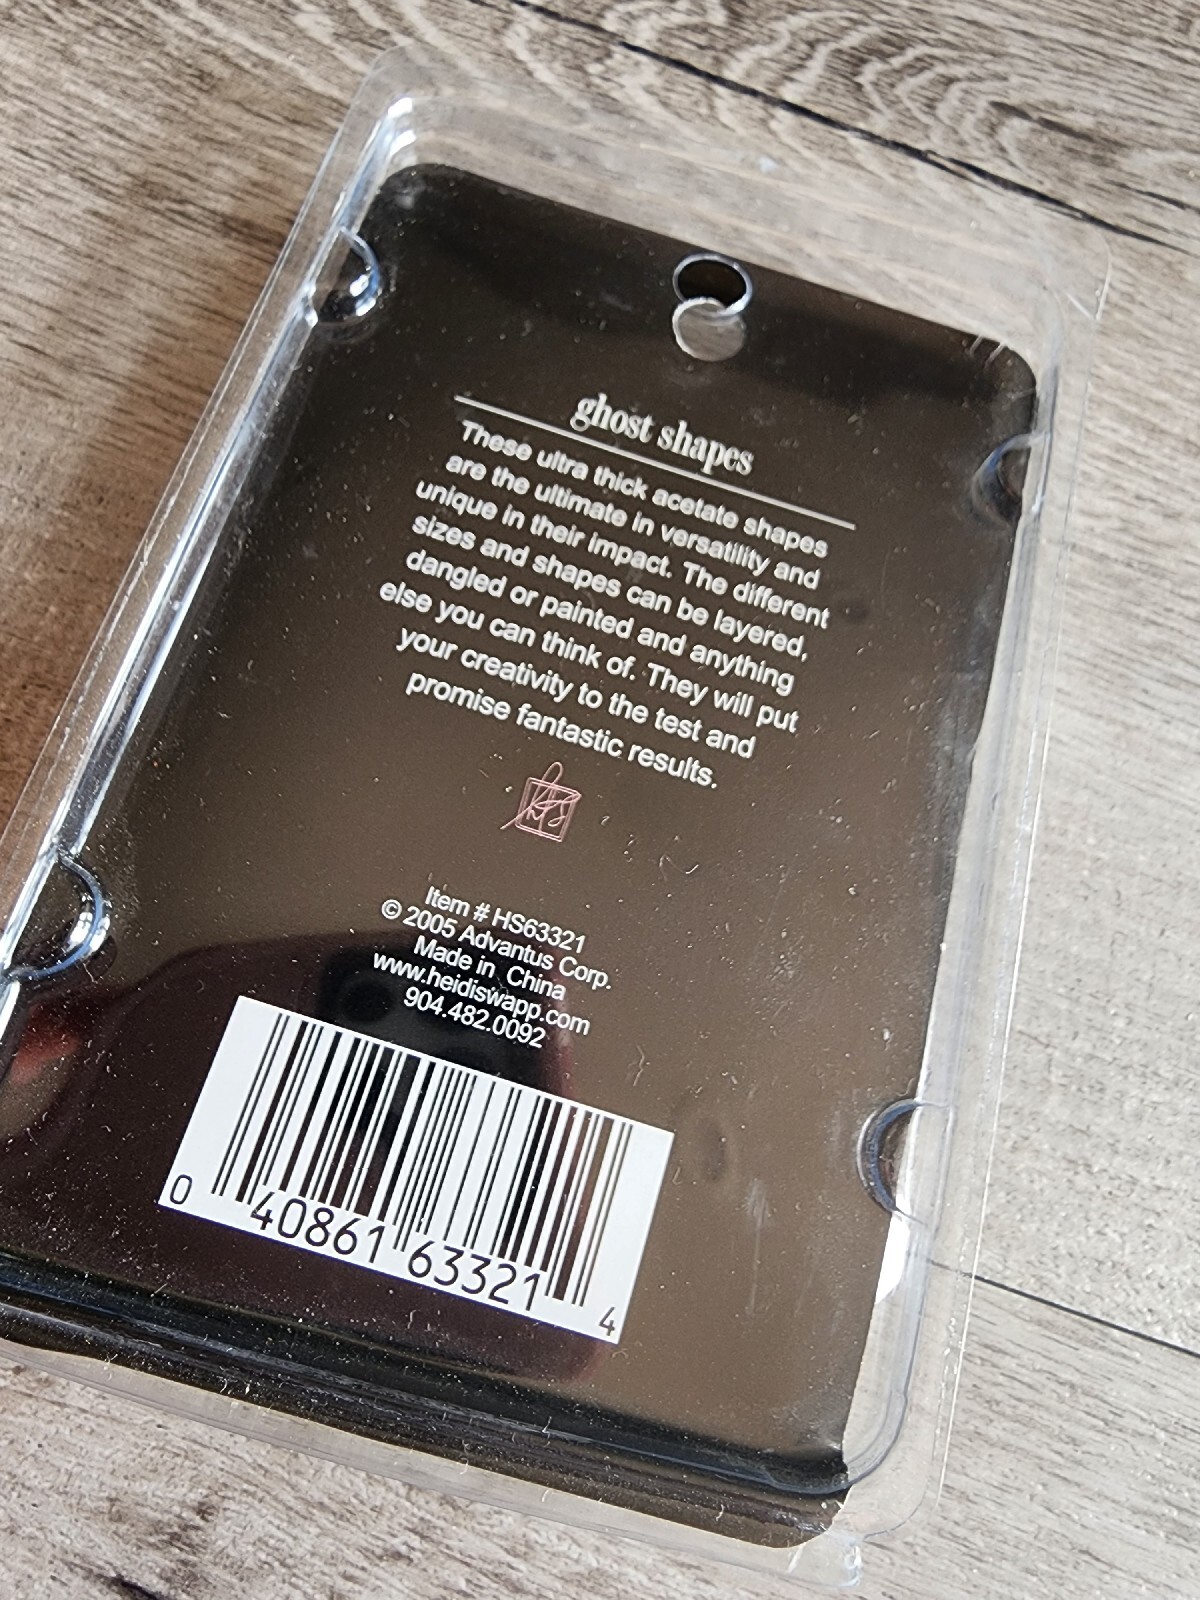 ghost shapes
These ultra thick acetate shapes
are the ultimate in versatility and
unique in their impact. The different
sizes and shapes can be layered,
dangled or painted and anything
else you can think of. They will put
your creativity to the test and
promise fantastic results.
HS
Item # HS63321
© 2005 Advantus Corp.
Made in China
www.heidiswapp.com
904.482.0092
0 40861 63321 4